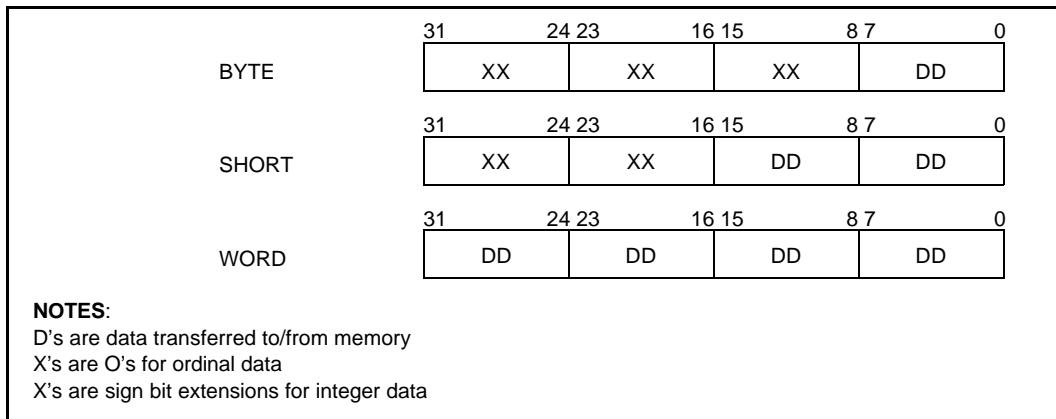 31 24 23 16 15 8 7 0
BYTE XX XX XX DD
31 24 23 16 15 8 7 0
SHORT XX XX DD DD
31 24 23 16 15 8 7 0
WORD DD DD DD DD
NOTES:
D's are data transferred to/from memory
X's are O's for ordinal data
X's are sign bit extensions for integer data